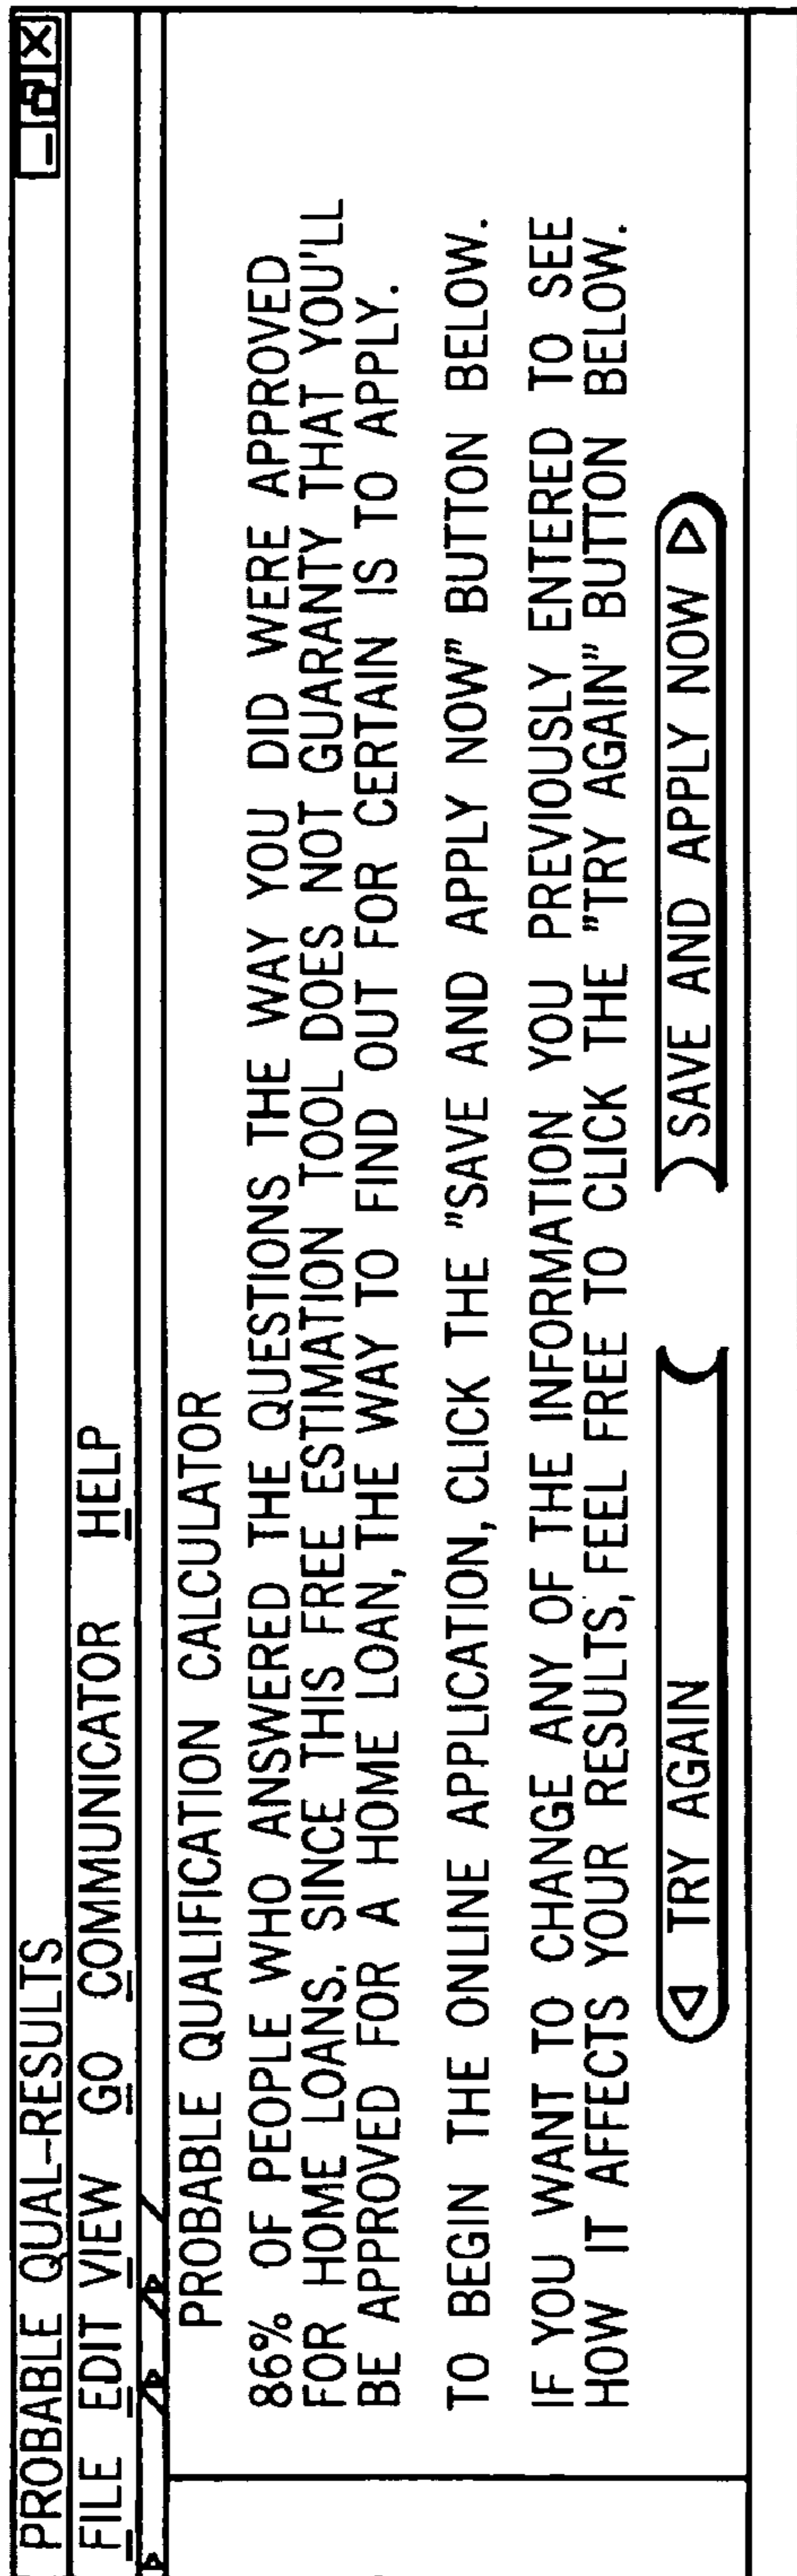 PROBABLE QUAL-RESULTS
FILE EDIT VIEW GO COMMUNICATOR HELP
PROBABLE QUALIFICATION CALCULATOR
86% OF PEOPLE WHO ANSWERED THE QUESTIONS THE WAY YOU DID WERE APPROVED
FOR HOME LOANS. SINCE THIS FREE ESTIMATION TOOL DOES NOT GUARANTY THAT YOU'LL
BE APPROVED FOR A HOME LOAN, THE WAY TO FIND OUT FOR CERTAIN IS TO APPLY.
TO BEGIN THE ONLINE APPLICATION, CLICK THE "SAVE AND APPLY NOW" BUTTON BELOW.
IF YOU WANT TO CHANGE ANY OF THE INFORMATION YOU PREVIOUSLY ENTERED TO SEE
HOW IT AFFECTS YOUR RESULTS, FEEL FREE TO CLICK THE "TRY AGAIN" BUTTON BELOW.
TRY AGAIN
SAVE AND APPLY NOW